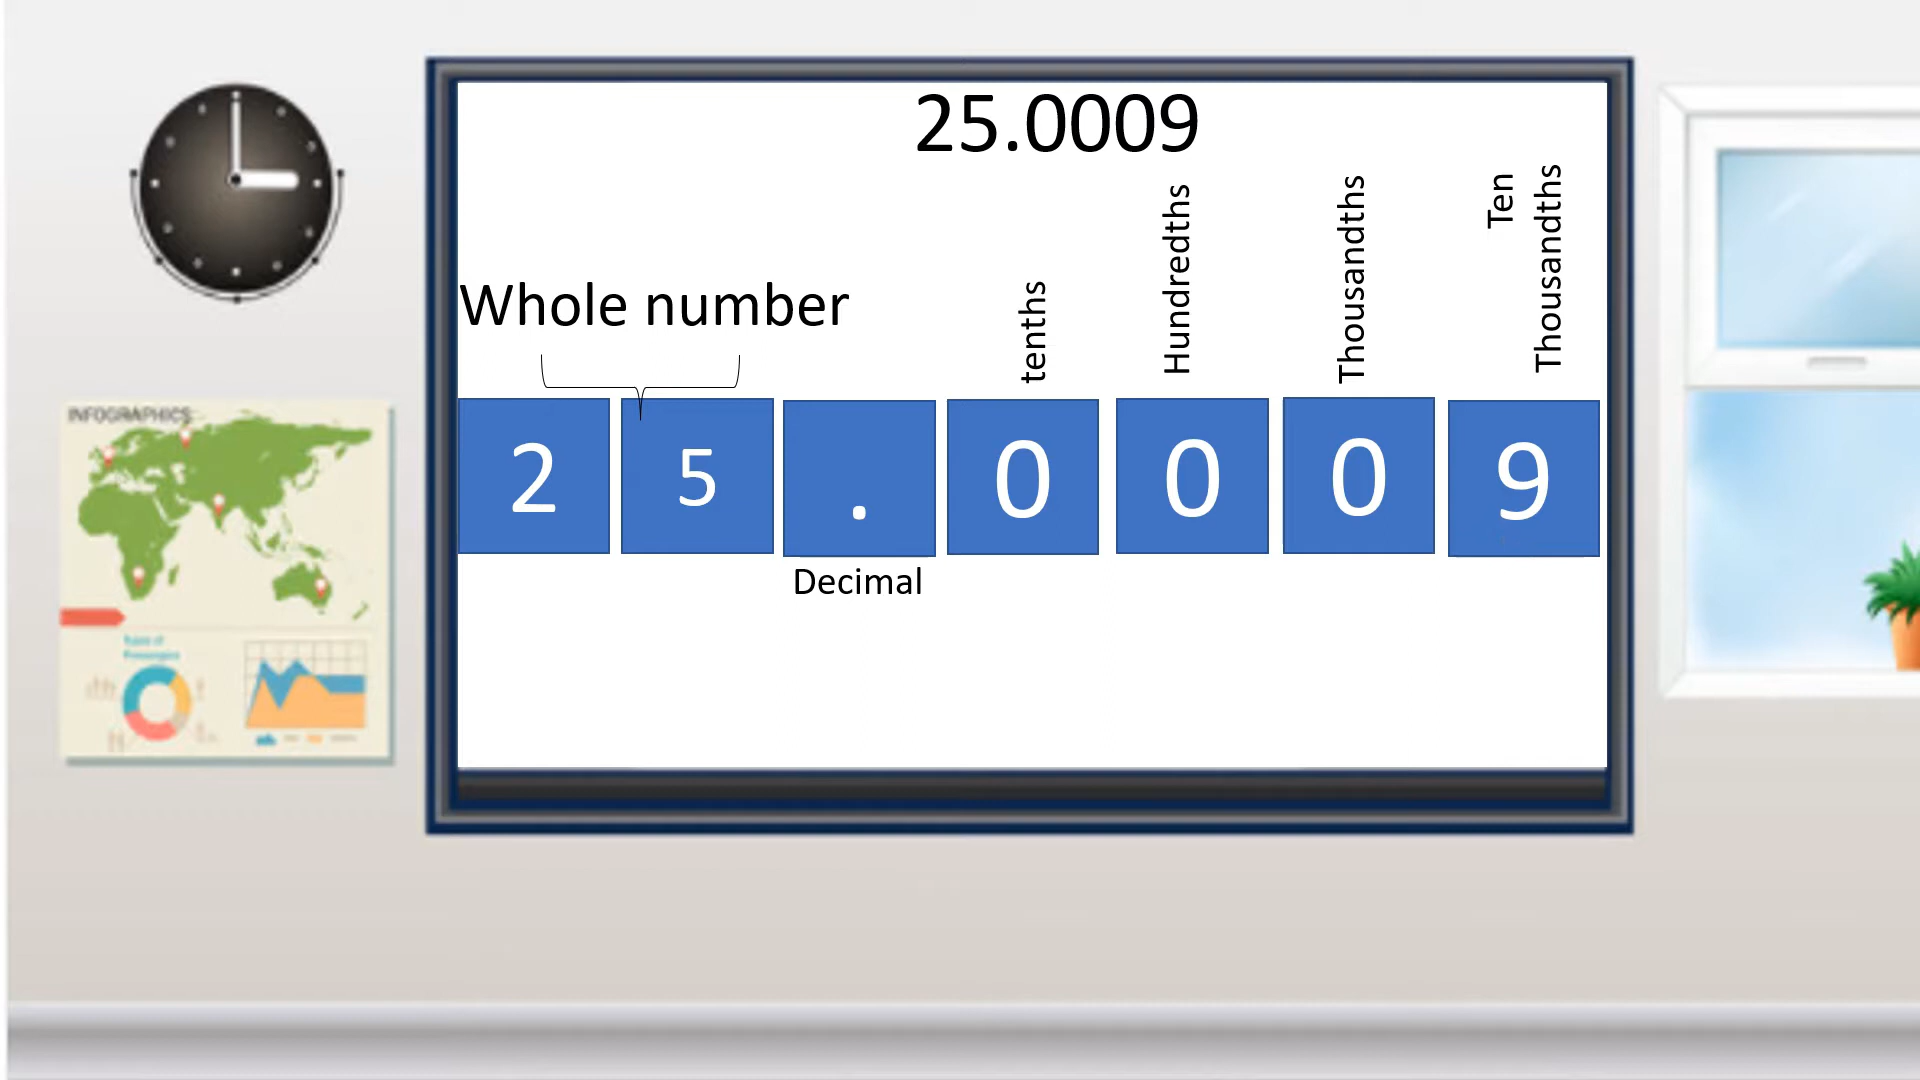 25.0009
Whole number
tenths
Hundredths
Thousandths
Ten
Thousandths
2 5 . 0 0 0 9
Decimal
INFOGRAPHICS